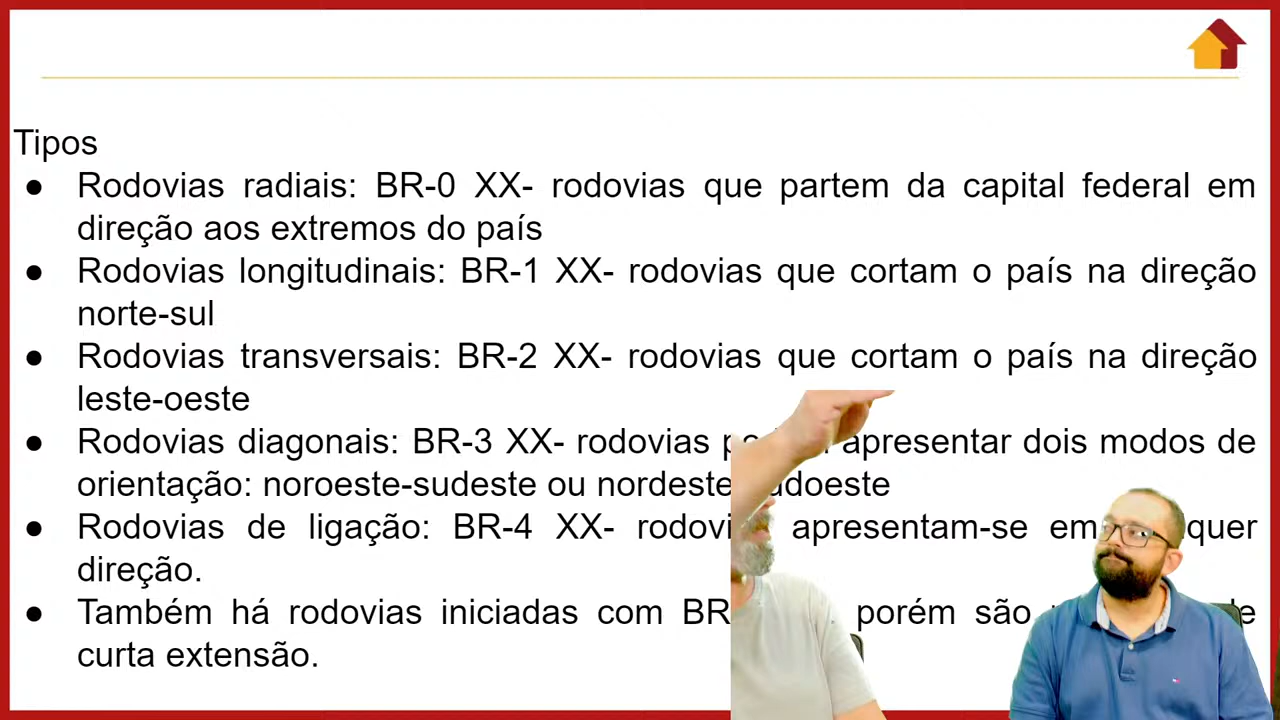 Tipos
● Rodovias radiais: BR-0 XX- rodovias que partem da capital federal em
direção aos extremos do país
● Rodovias longitudinais: BR-1 XX- rodovias que cortam o país na direção
norte-sul
● Rodovias transversais: BR-2 XX- rodovias que cortam o país na direção
leste-oeste
● Rodovias diagonais: BR-3 XX- rodovias apresentar dois modos de
orientação: noroeste-sudeste ou nordeste
● Rodovias de ligação: BR-4 XX- apresentam-se em
direção.
● Também há rodovias iniciadas com BR porém são
curta extensão.